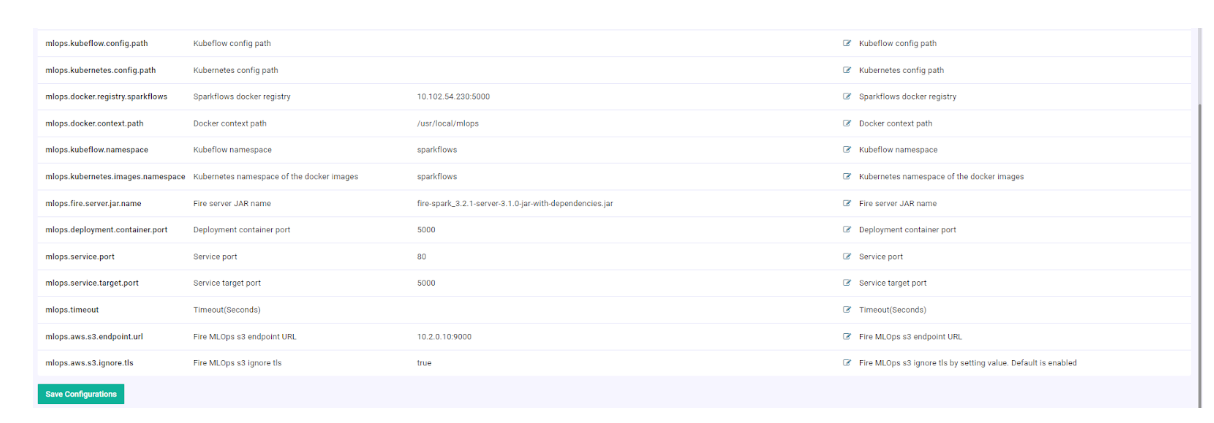 mlops.kubeflow.config.path Kubeflow config path Kubeflow config path
mlops.kubernetes.config.path Kubernetes config path Kubernetes config path
mlops.docker.registry.sparkflows Sparkflows docker registry 10.102.54.230:5000 Sparkflows docker registry
mlops.docker.context.path Docker context path /usr/local/mlops Docker context path
mlops.kubeflow.namespace Kubeflow namespace sparkflows Kubeflow namespace
mlops.kubernetes.images.namespace Kubernetes namespace of the docker images sparkflows Kubernetes namespace of the docker images
mlops.fire.server.jar.name Fire server JAR name fire-spark_3.2.1-server-3.1.0-jar-with-dependencies.jar Fire server JAR name
mlops.deployment.container.port Deployment container port 5000 Deployment container port
mlops.service.port Service port 80 Service port
mlops.service.target.port Service target port 5000 Service target port
mlops.timeout Timeout(Seconds) Timeout(Seconds)
mlops.aws.s3.endpoint.url Fire MLOps s3 endpoint URL 10.2.0.10:9000 Fire MLOps s3 endpoint URL
mlops.aws.s3.ignore.tls Fire MLOps s3 ignore tls true Fire MLOps s3 ignore tls by setting value. Default is enabled
Save Configurations